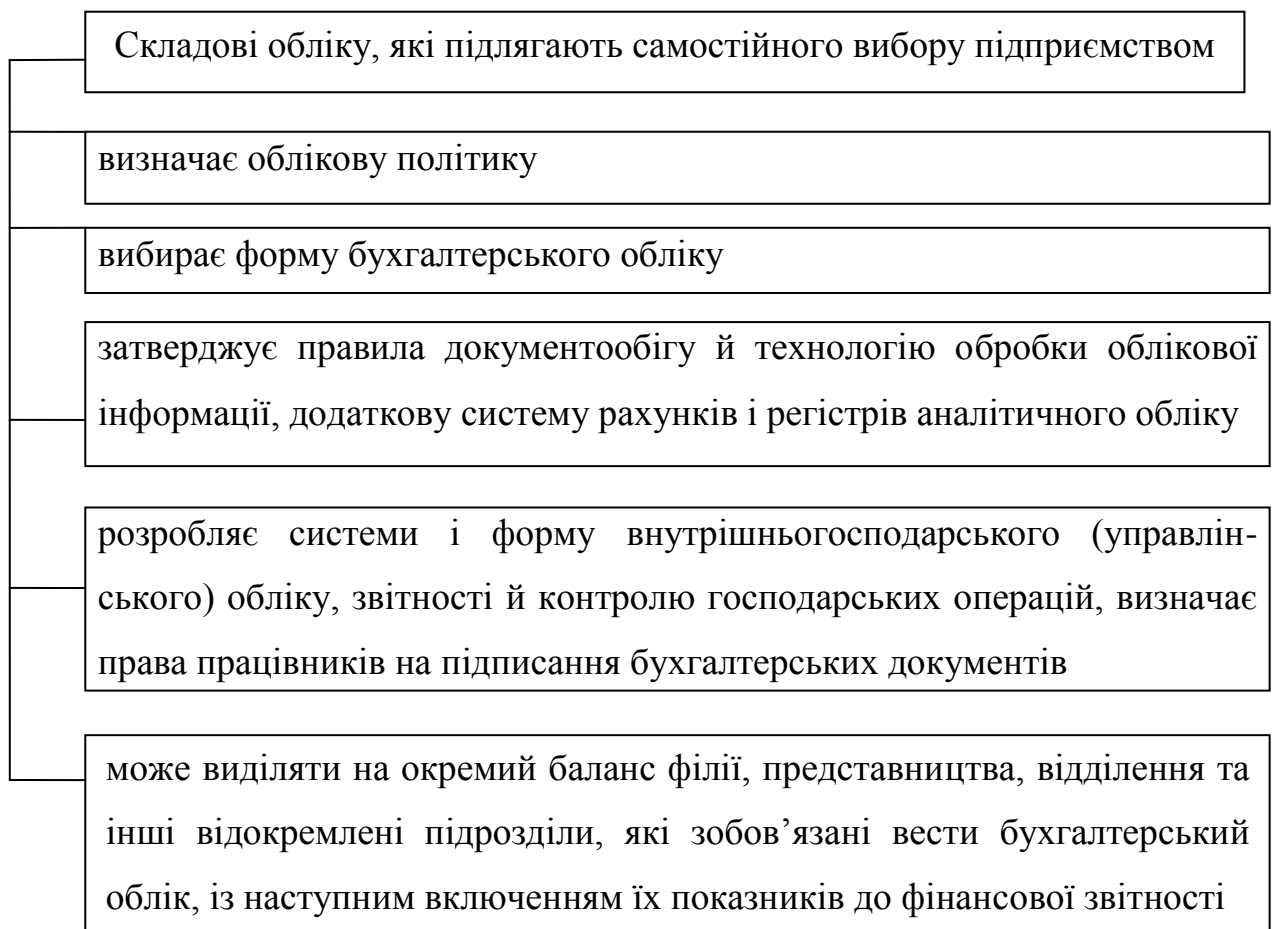 Складові обліку, які підлягають самостійного вибору підприємством
визначає облікову політику
вибирає форму бухгалтерського обліку
затверджує правила документообігу й технологію обробки облікової
інформації, додаткову систему рахунків і регістрів аналітичного обліку
розробляє системи і форму внутрішньогосподарського (управлін-
ського) обліку, звітності й контролю господарських операцій, визначає
права працівників на підписання бухгалтерських документів
може виділяти на окремий баланс філії, представництва, відділення та
інші відокремлені підрозділи, які зобов’язані вести бухгалтерський
облік, із наступним включенням їх показників до фінансової звітності